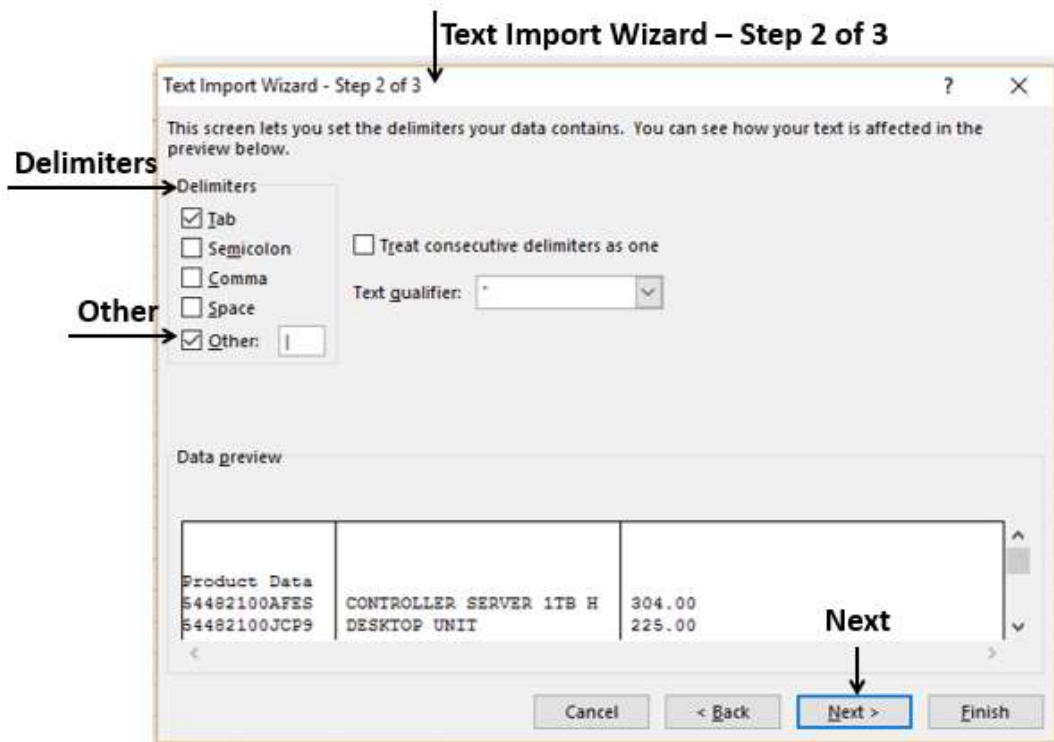 Text Import Wizard – Step 2 of 3
Text Import Wizard - Step 2 of 3
?
This screen lets you set the delimiters your data contains. You can see how your text is affected in the
preview below.
Delimiters
Delimiters
Tab
Semicolon
Treat consecutive delimiters as one
Comma
Text qualifier: "
Space
Other
Other: |
Data preview
Product Data
54482100AFES CONTROLLER SERVER 1TB H 304.00
54482100JCP9 DESKTOP UNIT 225.00
Next
Cancel < Back Next > Finish